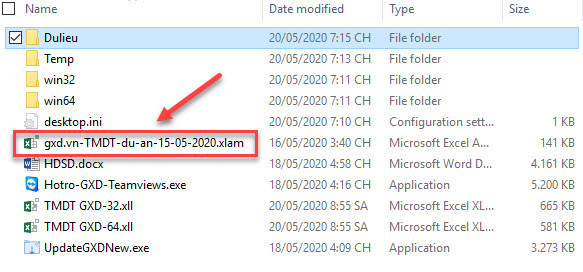 Name Date modified Type Size
Dulieu 20/05/2020 7:15 CH File folder
Temp 20/05/2020 7:13 CH File folder
win32 20/05/2020 7:11 CH File folder
win64 20/05/2020 7:11 CH File folder
desktop.ini 20/05/2020 7:10 CH Configuration sett... 1 KB
gxd.vn-TMDT-du-an-15-05-2020.xlam 16/05/2020 3:40 CH Microsoft Excel A... 141 KB
HDSD.docx 18/05/2020 4:58 CH Microsoft Word D... 4.161 KB
Hotro-GXD-Teamviews.exe 18/05/2020 4:16 CH Application 5.200 KB
TMDT GXD-32.xll 20/05/2020 8:55 SA Microsoft Excel XL... 665 KB
TMDT GXD-64.xll 20/05/2020 8:55 SA Microsoft Excel XL... 581 KB
UpdateGXDNew.exe 18/05/2020 4:09 CH Application 3.273 KB